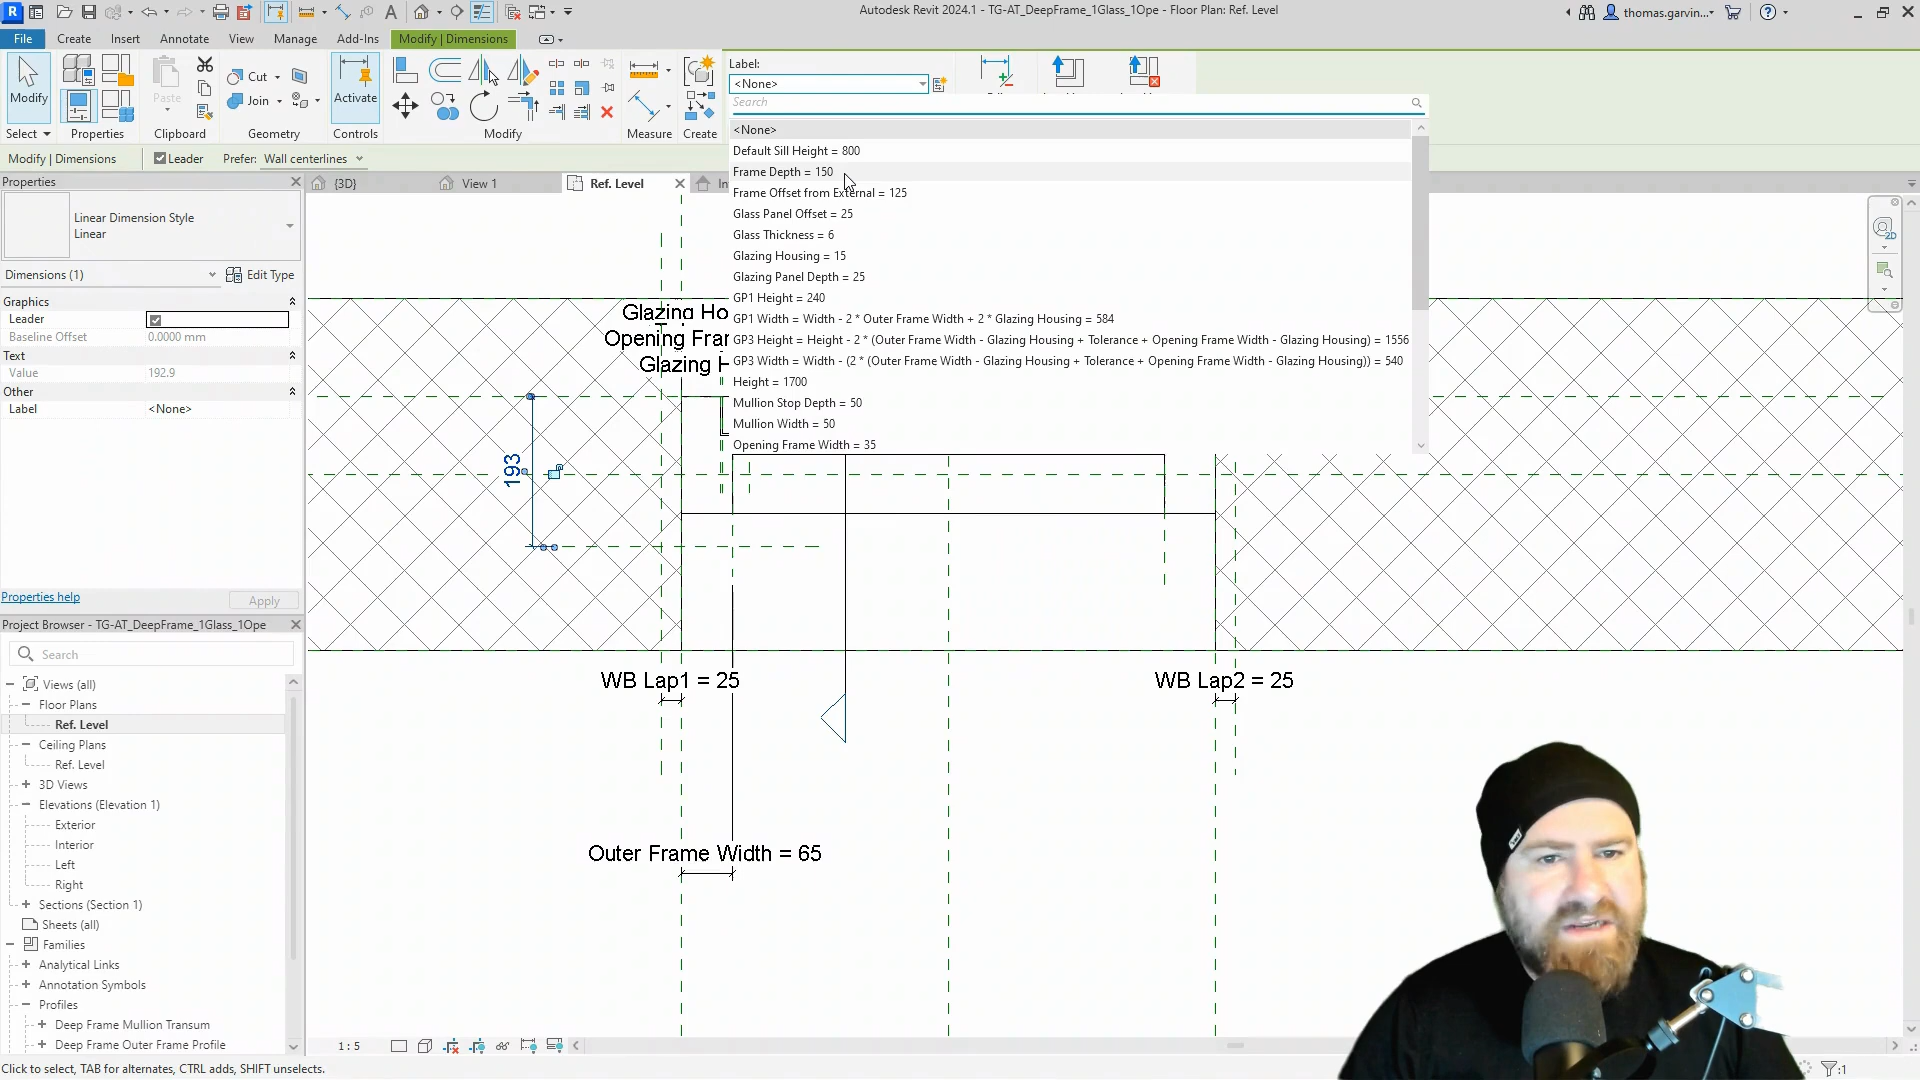 Autodesk Revit 2024.1 - TG-AT_DeepFrame_1Glass_1Ope - Floor Plan: Ref. Level
thomas.garvin...
File
Create
Insert
Annotate
View
Manage
Add-Ins
Modify | Dimensions
Modify
Paste
Cut
Join
Activate
Label:
<None>
Select
Properties
Clipboard
Geometry
Controls
Modify
Measure
Create
Modify | Dimensions
Leader
Prefer:
Wall centerlines
Search
<None>
Default Sill Height = 800
Frame Depth = 150
Frame Offset from External = 125
Glass Panel Offset = 25
Glass Thickness = 6
Glazing Housing = 15
Glazing Panel Depth = 25
GP1 Height = 240
GP1 Width = Width - 2 * Outer Frame Width + 2 * Glazing Housing = 584
GP3 Height = Height - 2 * (Outer Frame Width - Glazing Housing + Tolerance + Opening Frame Width - Glazing Housing) = 1556
GP3 Width = Width - (2 * (Outer Frame Width - Glazing Housing + Tolerance + Opening Frame Width - Glazing Housing)) = 540
Height = 1700
Mullion Stop Depth = 50
Mullion Width = 50
Opening Frame Width = 35
Properties
{3D}
View 1
Ref. Level
In
Linear Dimension Style
Linear
Dimensions (1)
Edit Type
Graphics
Leader
Baseline Offset
0.0000 mm
Text
Value
192.9
Other
Label
<None>
Properties help
Apply
Glazing Ho
Opening Frar
Glazing H
193
WB Lap1 = 25
WB Lap2 = 25
Outer Frame Width = 65
Project Browser - TG-AT_DeepFrame_1Glass_1Ope
Search
Views (all)
Floor Plans
Ref. Level
Ceiling Plans
Ref. Level
3D Views
Elevations (Elevation 1)
Exterior
Interior
Left
Right
Sections (Section 1)
Sheets (all)
Families
Analytical Links
Annotation Symbols
Profiles
Deep Frame Mullion Transum
Deep Frame Outer Frame Profile
1 : 5
Click to select, TAB for alternates, CTRL adds, SHIFT unselects.
:1